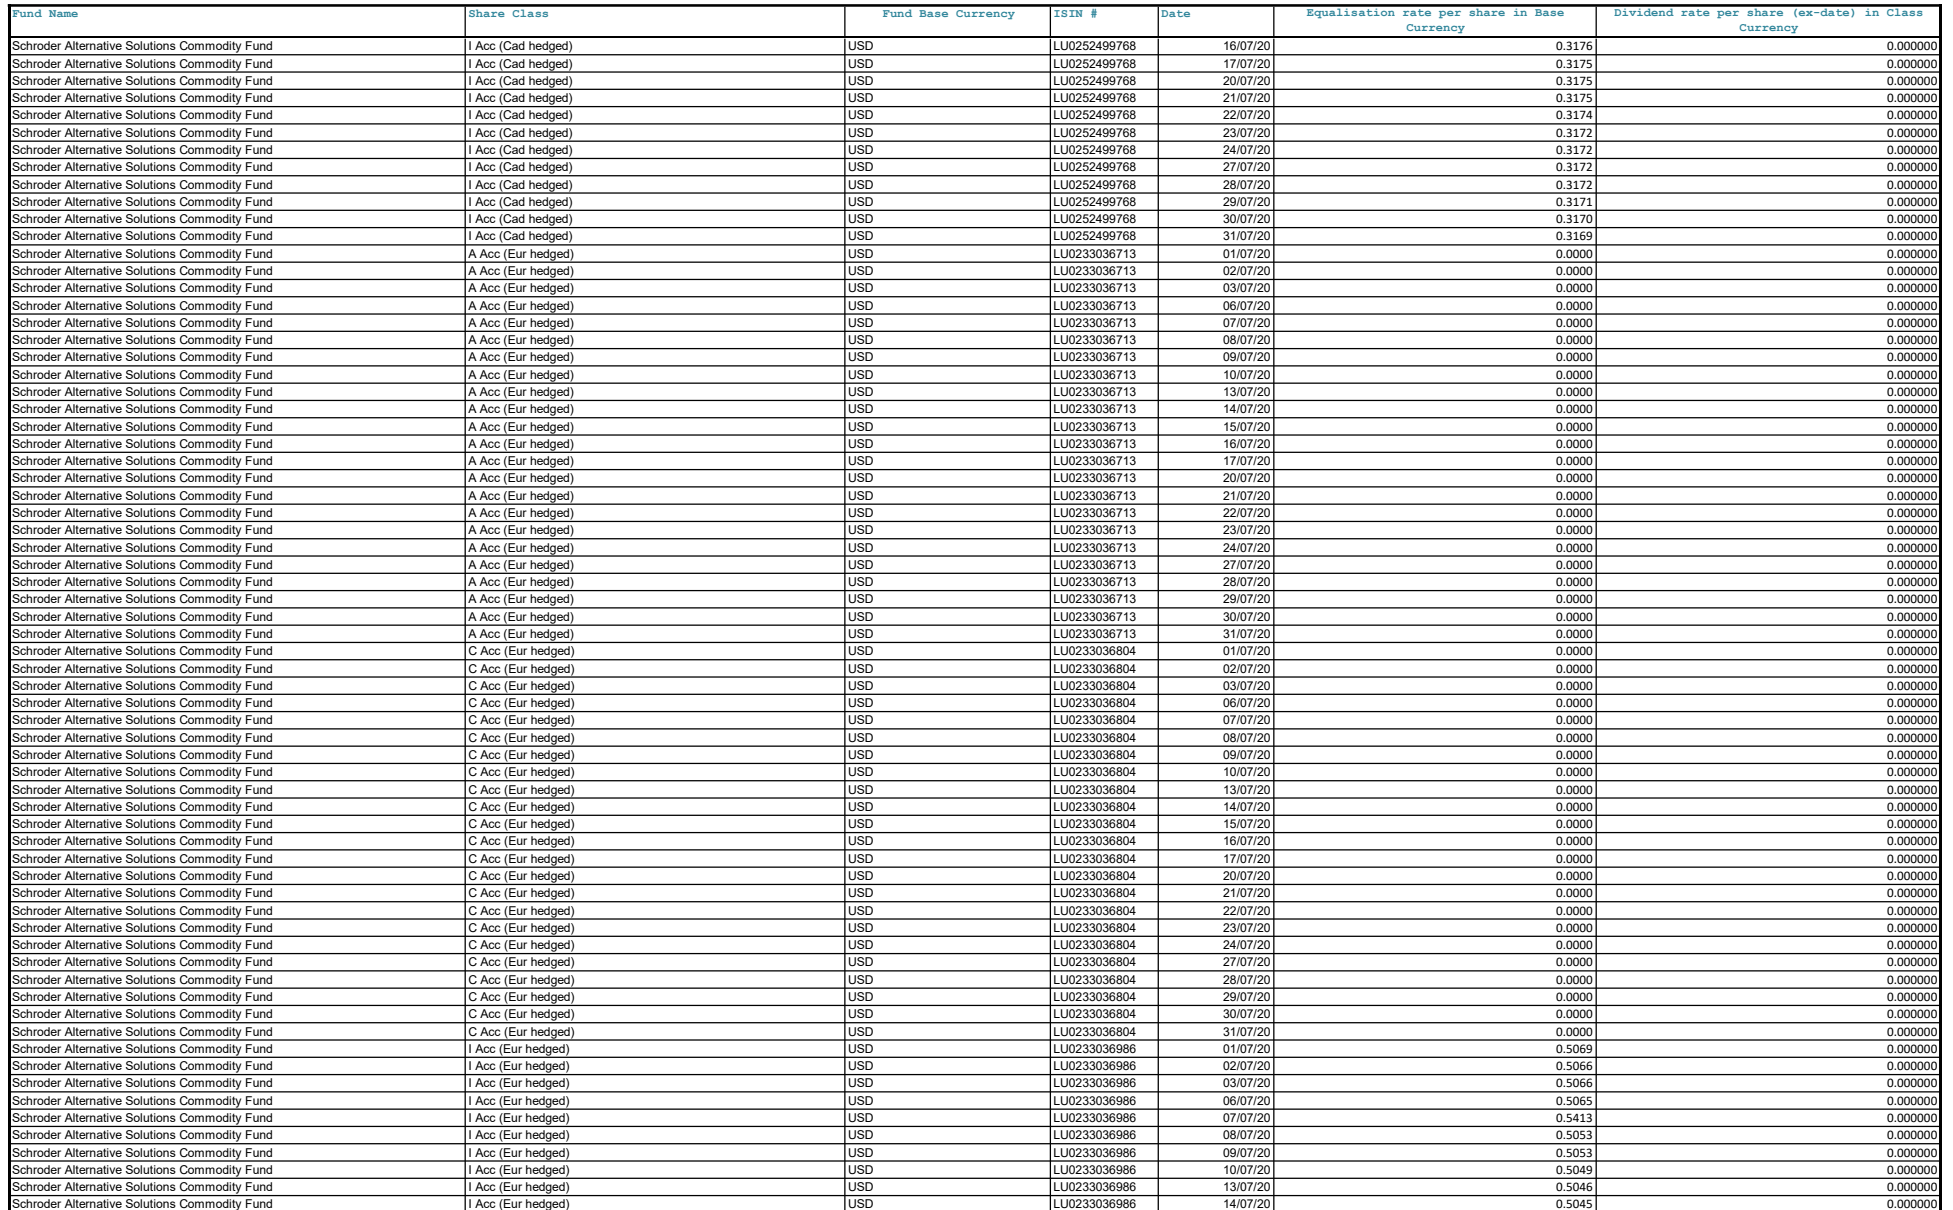 Fund Name Share Class Fund Base Currency ISIN # Date Equalisation rate per share in Base Currency Dividend rate per share (ex-date) in Class Currency
Schroder Alternative Solutions Commodity Fund I Acc (Cad hedged) USD LU0252499768 16/07/20 0.3176 0.000000
Schroder Alternative Solutions Commodity Fund I Acc (Cad hedged) USD LU0252499768 17/07/20 0.3175 0.000000
Schroder Alternative Solutions Commodity Fund I Acc (Cad hedged) USD LU0252499768 20/07/20 0.3175 0.000000
Schroder Alternative Solutions Commodity Fund I Acc (Cad hedged) USD LU0252499768 21/07/20 0.3175 0.000000
Schroder Alternative Solutions Commodity Fund I Acc (Cad hedged) USD LU0252499768 22/07/20 0.3174 0.000000
Schroder Alternative Solutions Commodity Fund I Acc (Cad hedged) USD LU0252499768 23/07/20 0.3172 0.000000
Schroder Alternative Solutions Commodity Fund I Acc (Cad hedged) USD LU0252499768 24/07/20 0.3172 0.000000
Schroder Alternative Solutions Commodity Fund I Acc (Cad hedged) USD LU0252499768 27/07/20 0.3172 0.000000
Schroder Alternative Solutions Commodity Fund I Acc (Cad hedged) USD LU0252499768 28/07/20 0.3172 0.000000
Schroder Alternative Solutions Commodity Fund I Acc (Cad hedged) USD LU0252499768 29/07/20 0.3171 0.000000
Schroder Alternative Solutions Commodity Fund I Acc (Cad hedged) USD LU0252499768 30/07/20 0.3170 0.000000
Schroder Alternative Solutions Commodity Fund I Acc (Cad hedged) USD LU0252499768 31/07/20 0.3169 0.000000
Schroder Alternative Solutions Commodity Fund A Acc (Eur hedged) USD LU0233036713 01/07/20 0.0000 0.000000
Schroder Alternative Solutions Commodity Fund A Acc (Eur hedged) USD LU0233036713 02/07/20 0.0000 0.000000
Schroder Alternative Solutions Commodity Fund A Acc (Eur hedged) USD LU0233036713 03/07/20 0.0000 0.000000
Schroder Alternative Solutions Commodity Fund A Acc (Eur hedged) USD LU0233036713 06/07/20 0.0000 0.000000
Schroder Alternative Solutions Commodity Fund A Acc (Eur hedged) USD LU0233036713 07/07/20 0.0000 0.000000
Schroder Alternative Solutions Commodity Fund A Acc (Eur hedged) USD LU0233036713 08/07/20 0.0000 0.000000
Schroder Alternative Solutions Commodity Fund A Acc (Eur hedged) USD LU0233036713 09/07/20 0.0000 0.000000
Schroder Alternative Solutions Commodity Fund A Acc (Eur hedged) USD LU0233036713 10/07/20 0.0000 0.000000
Schroder Alternative Solutions Commodity Fund A Acc (Eur hedged) USD LU0233036713 13/07/20 0.0000 0.000000
Schroder Alternative Solutions Commodity Fund A Acc (Eur hedged) USD LU0233036713 14/07/20 0.0000 0.000000
Schroder Alternative Solutions Commodity Fund A Acc (Eur hedged) USD LU0233036713 15/07/20 0.0000 0.000000
Schroder Alternative Solutions Commodity Fund A Acc (Eur hedged) USD LU0233036713 16/07/20 0.0000 0.000000
Schroder Alternative Solutions Commodity Fund A Acc (Eur hedged) USD LU0233036713 17/07/20 0.0000 0.000000
Schroder Alternative Solutions Commodity Fund A Acc (Eur hedged) USD LU0233036713 20/07/20 0.0000 0.000000
Schroder Alternative Solutions Commodity Fund A Acc (Eur hedged) USD LU0233036713 21/07/20 0.0000 0.000000
Schroder Alternative Solutions Commodity Fund A Acc (Eur hedged) USD LU0233036713 22/07/20 0.0000 0.000000
Schroder Alternative Solutions Commodity Fund A Acc (Eur hedged) USD LU0233036713 23/07/20 0.0000 0.000000
Schroder Alternative Solutions Commodity Fund A Acc (Eur hedged) USD LU0233036713 24/07/20 0.0000 0.000000
Schroder Alternative Solutions Commodity Fund A Acc (Eur hedged) USD LU0233036713 27/07/20 0.0000 0.000000
Schroder Alternative Solutions Commodity Fund A Acc (Eur hedged) USD LU0233036713 28/07/20 0.0000 0.000000
Schroder Alternative Solutions Commodity Fund A Acc (Eur hedged) USD LU0233036713 29/07/20 0.0000 0.000000
Schroder Alternative Solutions Commodity Fund A Acc (Eur hedged) USD LU0233036713 30/07/20 0.0000 0.000000
Schroder Alternative Solutions Commodity Fund A Acc (Eur hedged) USD LU0233036713 31/07/20 0.0000 0.000000
Schroder Alternative Solutions Commodity Fund C Acc (Eur hedged) USD LU0233036804 01/07/20 0.0000 0.000000
Schroder Alternative Solutions Commodity Fund C Acc (Eur hedged) USD LU0233036804 02/07/20 0.0000 0.000000
Schroder Alternative Solutions Commodity Fund C Acc (Eur hedged) USD LU0233036804 03/07/20 0.0000 0.000000
Schroder Alternative Solutions Commodity Fund C Acc (Eur hedged) USD LU0233036804 06/07/20 0.0000 0.000000
Schroder Alternative Solutions Commodity Fund C Acc (Eur hedged) USD LU0233036804 07/07/20 0.0000 0.000000
Schroder Alternative Solutions Commodity Fund C Acc (Eur hedged) USD LU0233036804 08/07/20 0.0000 0.000000
Schroder Alternative Solutions Commodity Fund C Acc (Eur hedged) USD LU0233036804 09/07/20 0.0000 0.000000
Schroder Alternative Solutions Commodity Fund C Acc (Eur hedged) USD LU0233036804 10/07/20 0.0000 0.000000
Schroder Alternative Solutions Commodity Fund C Acc (Eur hedged) USD LU0233036804 13/07/20 0.0000 0.000000
Schroder Alternative Solutions Commodity Fund C Acc (Eur hedged) USD LU0233036804 14/07/20 0.0000 0.000000
Schroder Alternative Solutions Commodity Fund C Acc (Eur hedged) USD LU0233036804 15/07/20 0.0000 0.000000
Schroder Alternative Solutions Commodity Fund C Acc (Eur hedged) USD LU0233036804 16/07/20 0.0000 0.000000
Schroder Alternative Solutions Commodity Fund C Acc (Eur hedged) USD LU0233036804 17/07/20 0.0000 0.000000
Schroder Alternative Solutions Commodity Fund C Acc (Eur hedged) USD LU0233036804 20/07/20 0.0000 0.000000
Schroder Alternative Solutions Commodity Fund C Acc (Eur hedged) USD LU0233036804 21/07/20 0.0000 0.000000
Schroder Alternative Solutions Commodity Fund C Acc (Eur hedged) USD LU0233036804 22/07/20 0.0000 0.000000
Schroder Alternative Solutions Commodity Fund C Acc (Eur hedged) USD LU0233036804 23/07/20 0.0000 0.000000
Schroder Alternative Solutions Commodity Fund C Acc (Eur hedged) USD LU0233036804 24/07/20 0.0000 0.000000
Schroder Alternative Solutions Commodity Fund C Acc (Eur hedged) USD LU0233036804 27/07/20 0.0000 0.000000
Schroder Alternative Solutions Commodity Fund C Acc (Eur hedged) USD LU0233036804 28/07/20 0.0000 0.000000
Schroder Alternative Solutions Commodity Fund C Acc (Eur hedged) USD LU0233036804 29/07/20 0.0000 0.000000
Schroder Alternative Solutions Commodity Fund C Acc (Eur hedged) USD LU0233036804 30/07/20 0.0000 0.000000
Schroder Alternative Solutions Commodity Fund C Acc (Eur hedged) USD LU0233036804 31/07/20 0.0000 0.000000
Schroder Alternative Solutions Commodity Fund I Acc (Eur hedged) USD LU0233036986 01/07/20 0.5069 0.000000
Schroder Alternative Solutions Commodity Fund I Acc (Eur hedged) USD LU0233036986 02/07/20 0.5066 0.000000
Schroder Alternative Solutions Commodity Fund I Acc (Eur hedged) USD LU0233036986 03/07/20 0.5066 0.000000
Schroder Alternative Solutions Commodity Fund I Acc (Eur hedged) USD LU0233036986 06/07/20 0.5065 0.000000
Schroder Alternative Solutions Commodity Fund I Acc (Eur hedged) USD LU0233036986 07/07/20 0.5413 0.000000
Schroder Alternative Solutions Commodity Fund I Acc (Eur hedged) USD LU0233036986 08/07/20 0.5053 0.000000
Schroder Alternative Solutions Commodity Fund I Acc (Eur hedged) USD LU0233036986 09/07/20 0.5053 0.000000
Schroder Alternative Solutions Commodity Fund I Acc (Eur hedged) USD LU0233036986 10/07/20 0.5049 0.000000
Schroder Alternative Solutions Commodity Fund I Acc (Eur hedged) USD LU0233036986 13/07/20 0.5046 0.000000
Schroder Alternative Solutions Commodity Fund I Acc (Eur hedged) USD LU0233036986 14/07/20 0.5045 0.000000